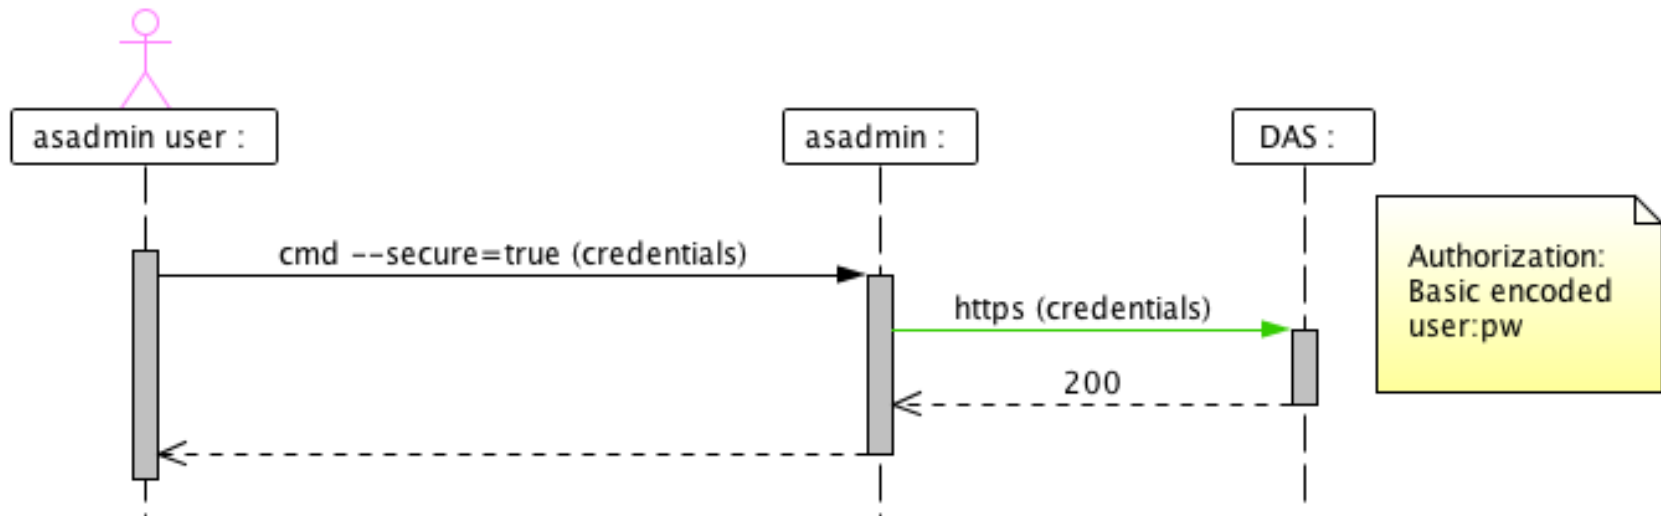 asadmin user :
asadmin :
DAS :
cmd --secure=true (credentials)
https (credentials)
Authorization:
Basic encoded
user:pw
200